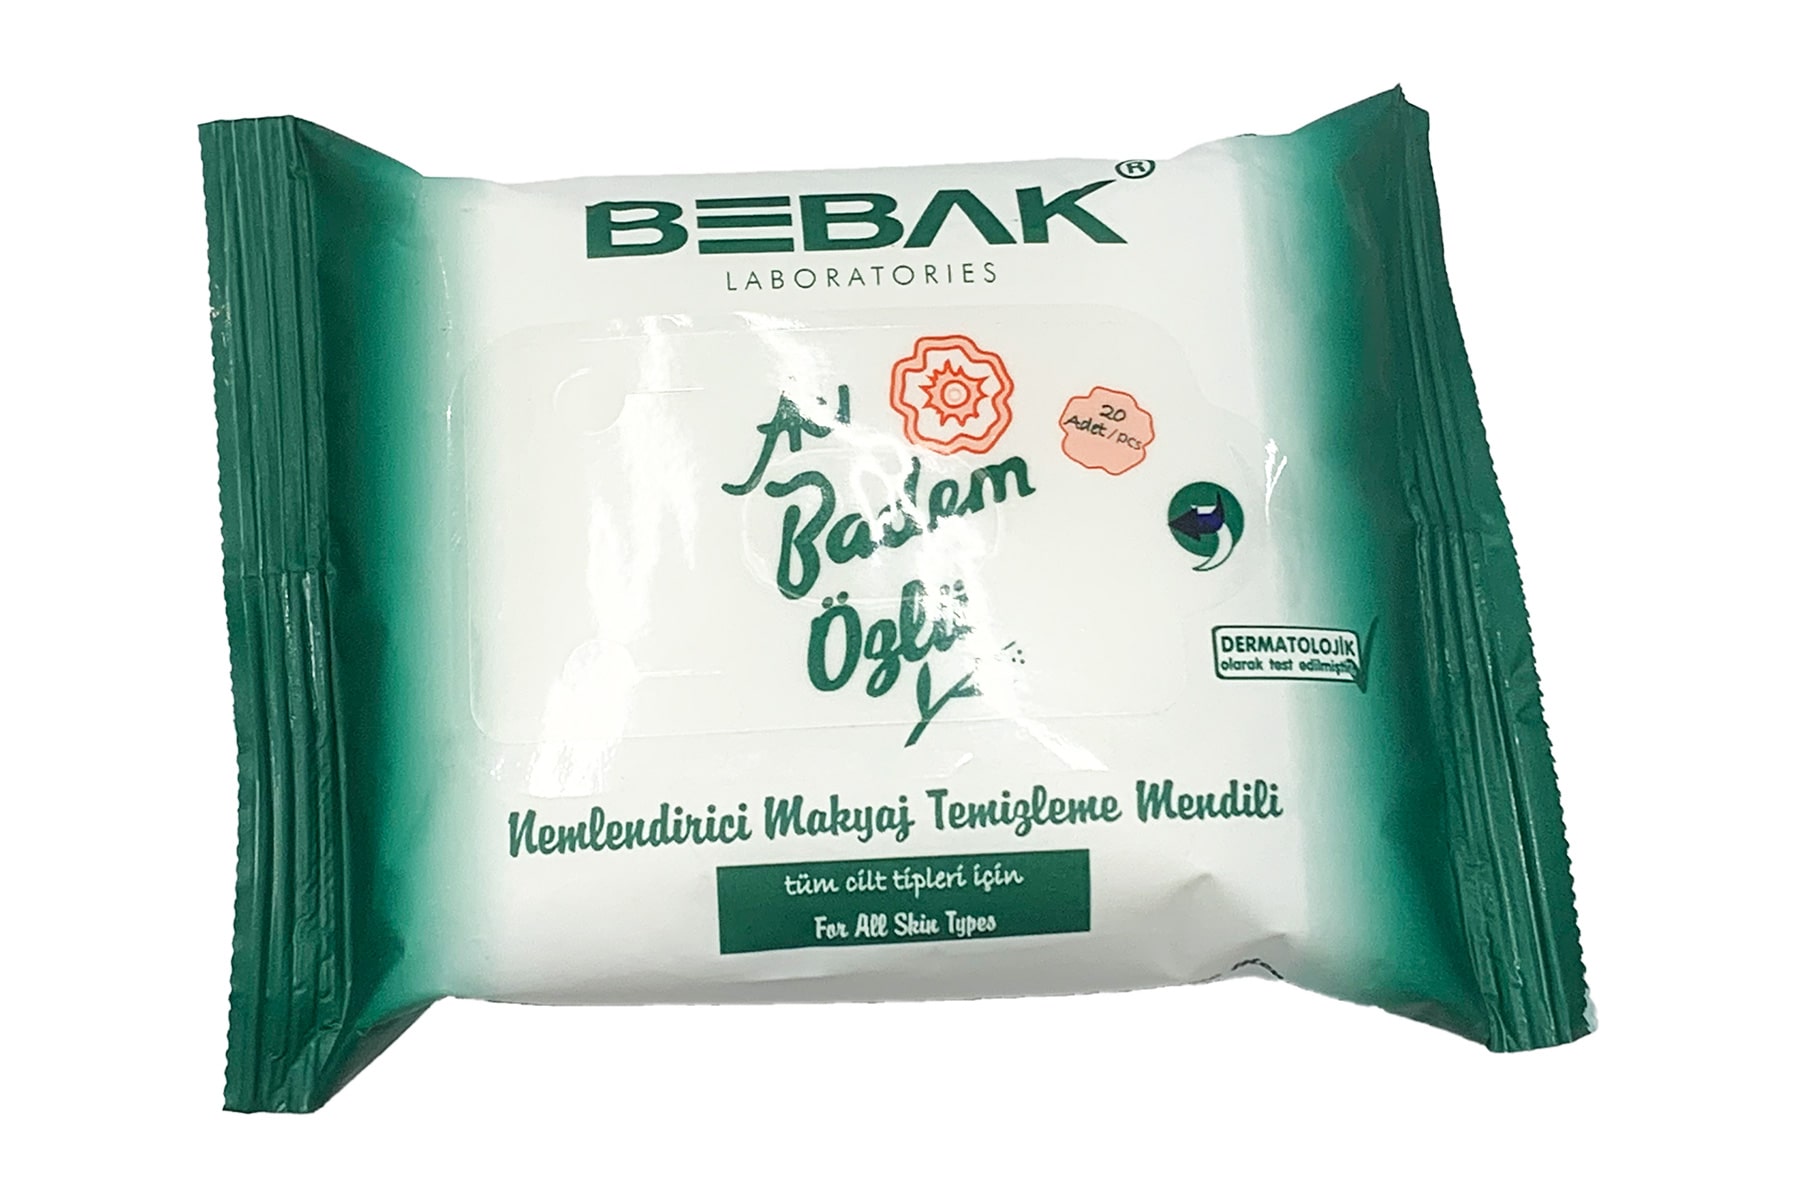 BEBAK®
LABORATORIES
Acı
Badem
Özlü
20
Adet/pcs
DERMATOLOJİK
olarak test edilmiştir
Nemlendirici Makyaj Temizleme Mendili
tüm cilt tipleri için
For All Skin Types